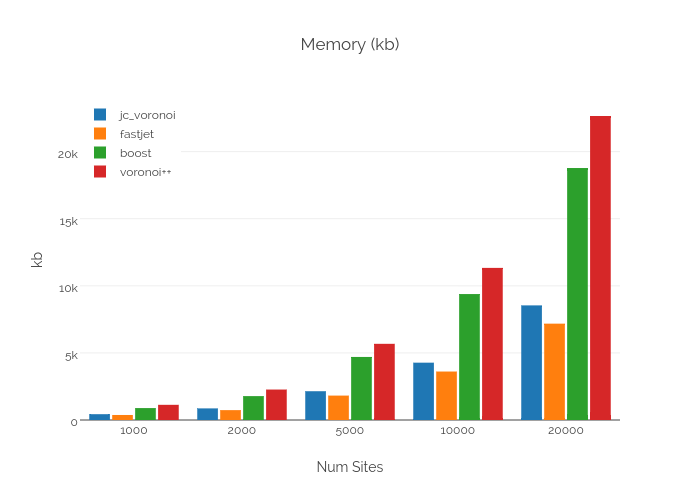 Memory (kb)
jc_voronoi
fastjet
boost
voronoi++
kb
20k
15k
10k
5k
0
1000 2000 5000 10000 20000
Num Sites